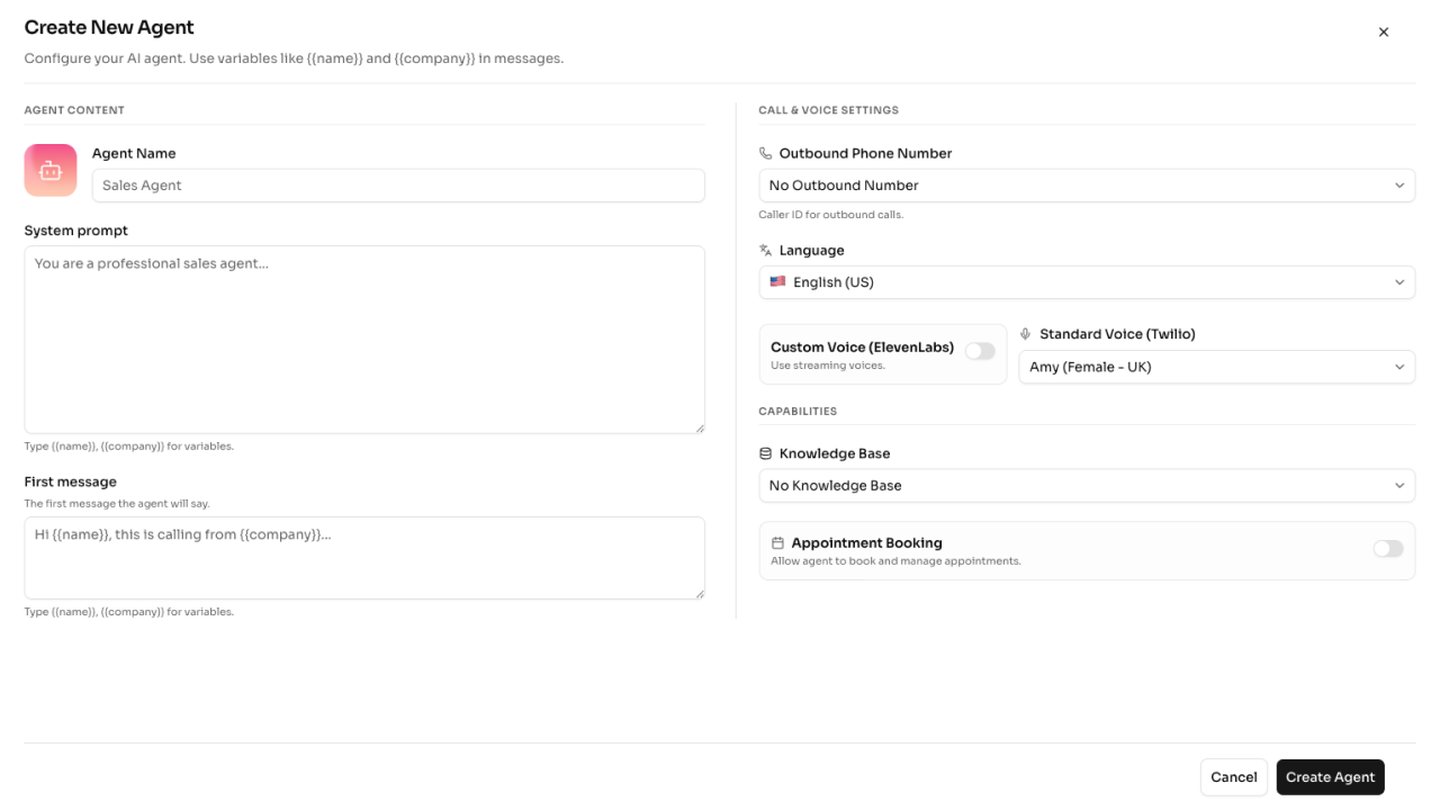 Create New Agent
Configure your AI agent. Use variables like {{name}} and {{company}} in messages.
AGENT CONTENT
Agent Name
Sales Agent
System prompt
You are a professional sales agent...
Type {{name}}, {{company}} for variables.
First message
The first message the agent will say.
Hi {{name}}, this is calling from {{company}}...
Type {{name}}, {{company}} for variables.
CALL & VOICE SETTINGS
Outbound Phone Number
No Outbound Number
Caller ID for outbound calls.
Language
English (US)
Custom Voice (ElevenLabs)
Use streaming voices.
Standard Voice (Twilio)
Amy (Female - UK)
CAPABILITIES
Knowledge Base
No Knowledge Base
Appointment Booking
Allow agent to book and manage appointments.
Cancel
Create Agent